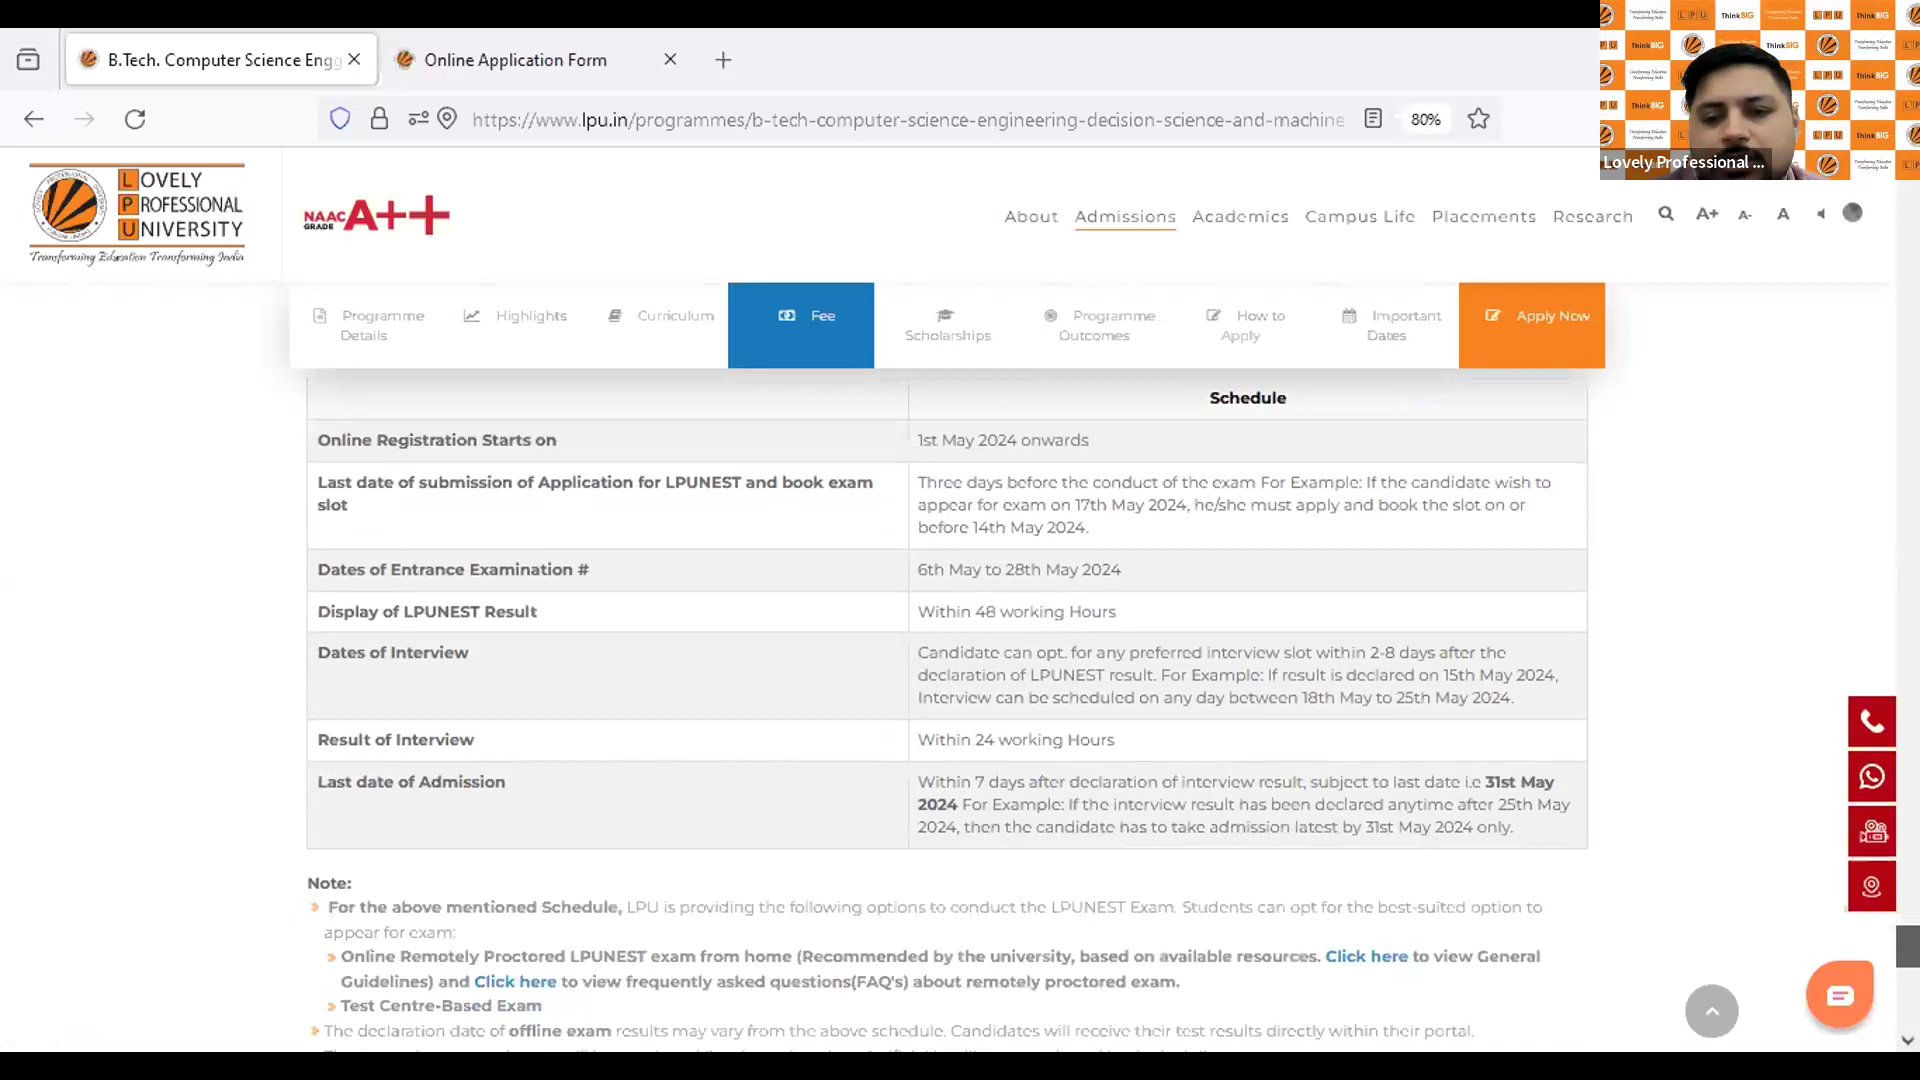 B.Tech. Computer Science Engg
Online Application Form
https://www.lpu.in/programmes/b-tech-computer-science-engineering-decision-science-and-machine
80%
Lovely Professional ...
LOVELY
PROFESSIONAL
UNIVERSITY
Transforming Education Transforming India
NAAC
GRADE
A++
About
Admissions
Academics
Campus Life
Placements
Research
A+
A-
A
Programme
Details
Highlights
Curriculum
Fee
Scholarships
Programme
Outcomes
How to
Apply
Important
Dates
Apply Now
Schedule
Online Registration Starts on
1st May 2024 onwards
Last date of submission of Application for LPUNEST and book exam
slot
Three days before the conduct of the exam For Example: If the candidate wish to
appear for exam on 17th May 2024, he/she must apply and book the slot on or
before 14th May 2024.
Dates of Entrance Examination #
6th May to 28th May 2024
Display of LPUNEST Result
Within 48 working Hours
Dates of Interview
Candidate can opt. for any preferred interview slot within 2-8 days after the
declaration of LPUNEST result. For Example: If result is declared on 15th May 2024,
Interview can be scheduled on any day between 18th May to 25th May 2024.
Result of Interview
Within 24 working Hours
Last date of Admission
Within 7 days after declaration of interview result, subject to last date i.e 31st May
2024 For Example: If the interview result has been declared anytime after 25th May
2024, then the candidate has to take admission latest by 31st May 2024 only.
Note:
For the above mentioned Schedule, LPU is providing the following options to conduct the LPUNEST Exam. Students can opt for the best-suited option to
appear for exam:
Online Remotely Proctored LPUNEST exam from home (Recommended by the university, based on available resources. Click here to view General
Guidelines) and Click here to view frequently asked questions(FAQ's) about remotely proctored exam.
Test Centre-Based Exam
The declaration date of offline exam results may vary from the above schedule. Candidates will receive their test results directly within their portal.